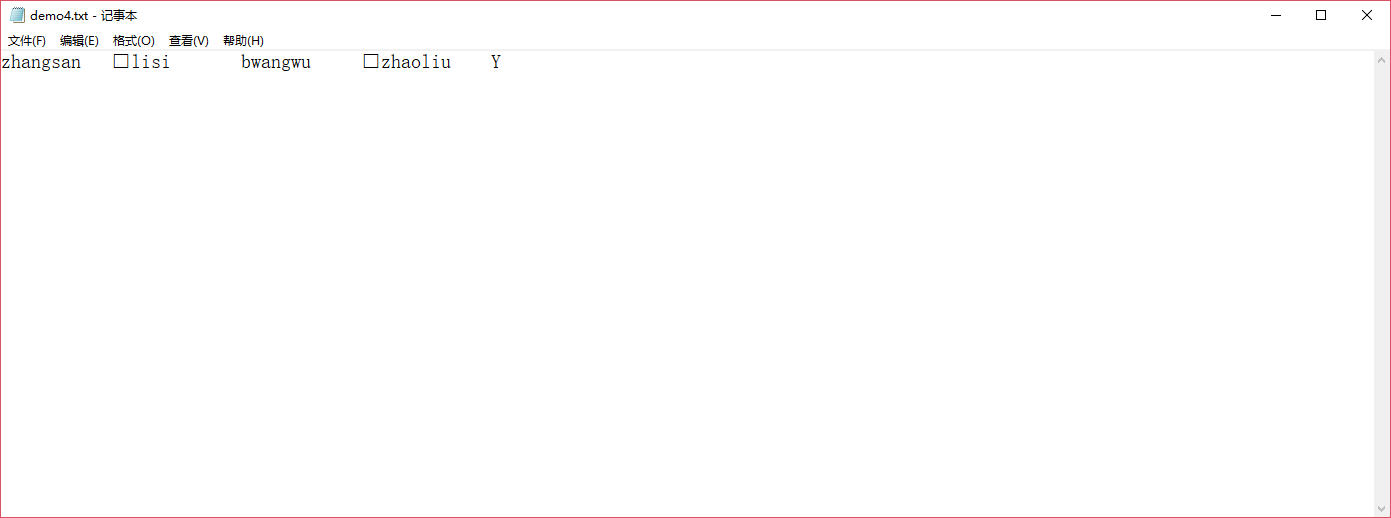 demo4.txt - 记事本
文件(F) 编辑(E) 格式(O) 查看(V) 帮助(H)
zhangsan   □lisi       bwangwu     □zhaoliu    Y